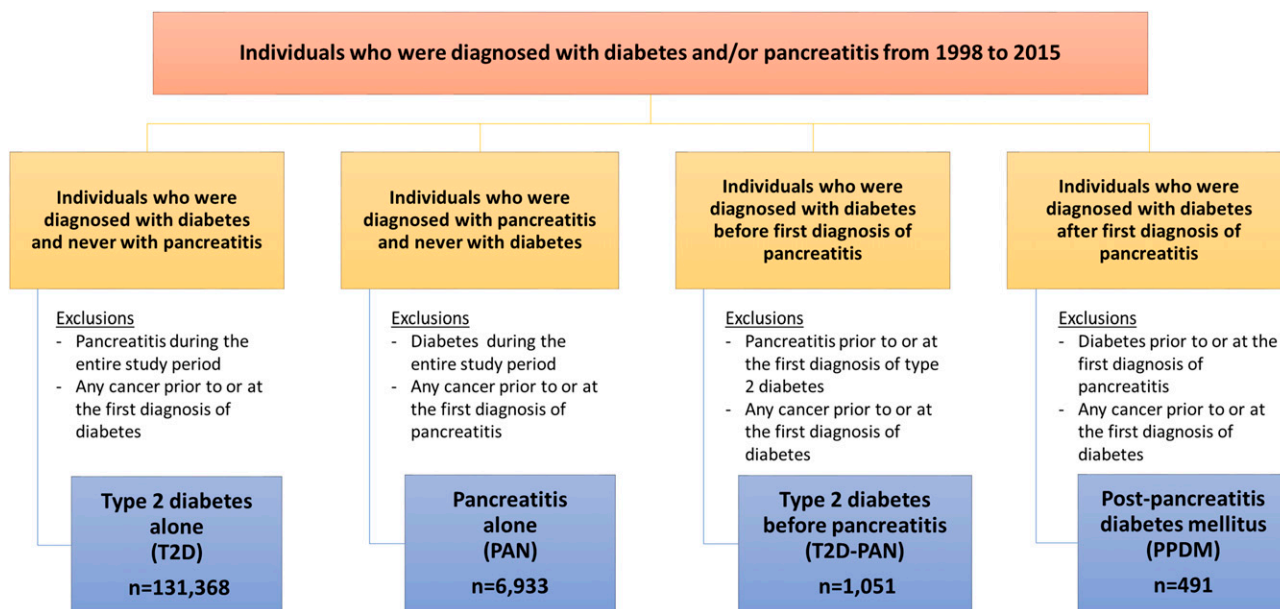 Individuals who were diagnosed with diabetes and/or pancreatitis from 1998 to 2015
Individuals who were
diagnosed with diabetes
and never with pancreatitis
Individuals who were
diagnosed with pancreatitis
and never with diabetes
Individuals who were
diagnosed with diabetes
before first diagnosis of
pancreatitis
Individuals who were
diagnosed with diabetes
after first diagnosis of
pancreatitis
Exclusions
- Pancreatitis during the
entire study period
- Any cancer prior to or at
the first diagnosis of
diabetes
Exclusions
- Diabetes during the
entire study period
- Any cancer prior to or at
the first diagnosis of
pancreatitis
Exclusions
- Pancreatitis prior to or at
the first diagnosis of type
2 diabetes
- Any cancer prior to or at
the first diagnosis of
diabetes
Exclusions
- Diabetes prior to or at the
first diagnosis of
pancreatitis
- Any cancer prior to or at
the first diagnosis of
diabetes
Type 2 diabetes
alone
(T2D)
n=131,368
Pancreatitis
alone
(PAN)
n=6,933
Type 2 diabetes
before pancreatitis
(T2D-PAN)
n=1,051
Post-pancreatitis
diabetes mellitus
(PPDM)
n=491